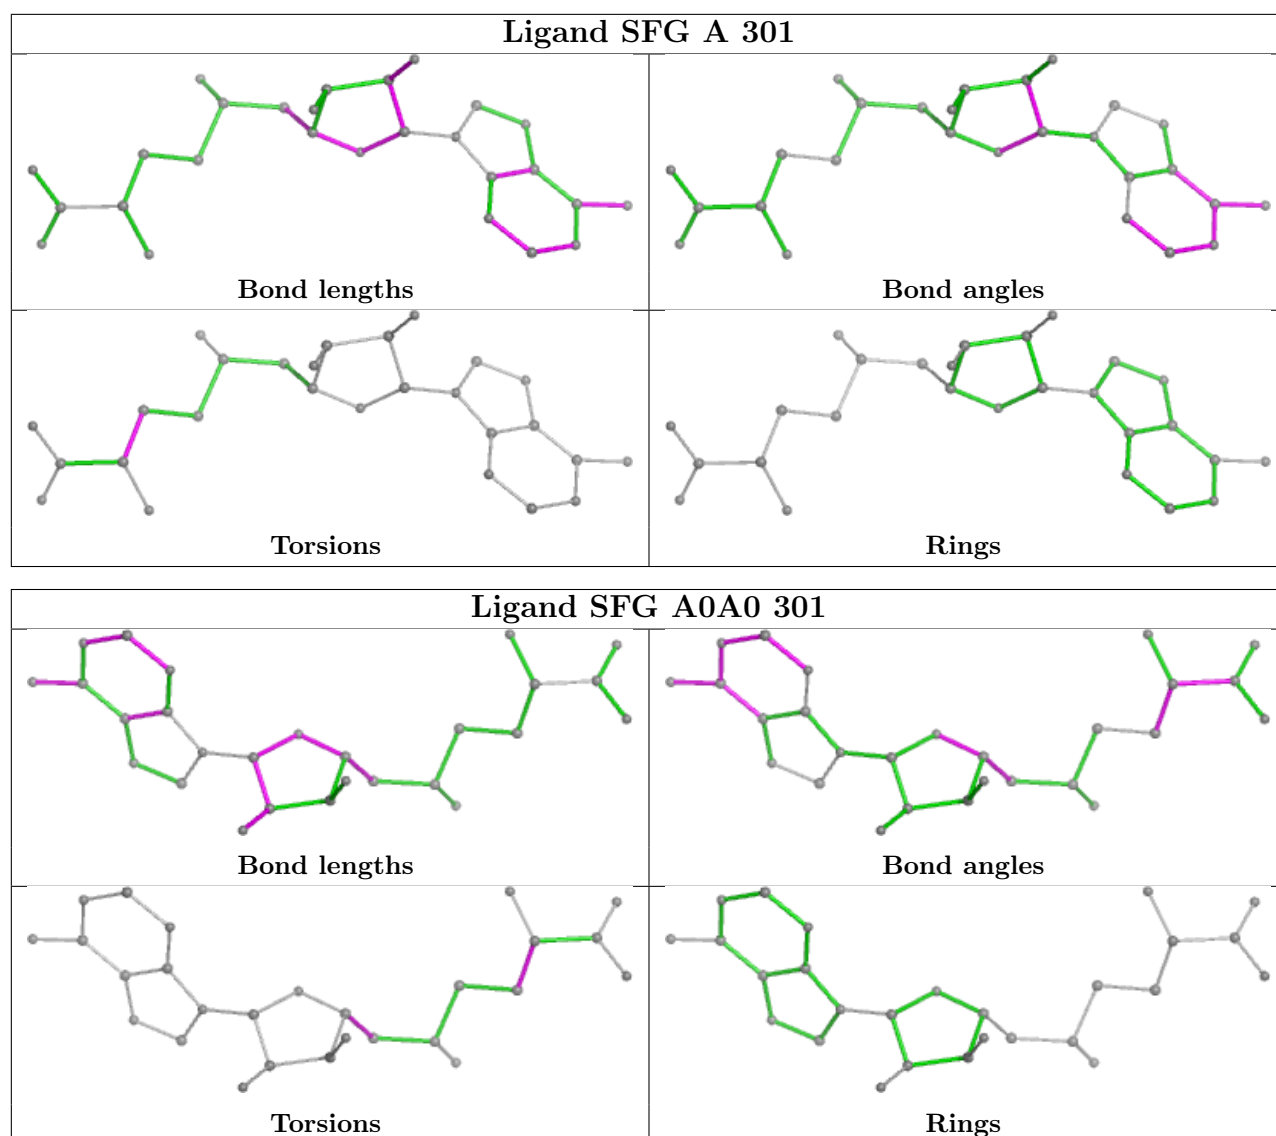 Ligand SFG A 301
Bond lengths
Bond angles
Torsions
Rings
Ligand SFG A0A0 301
Bond lengths
Bond angles
Torsions
Rings